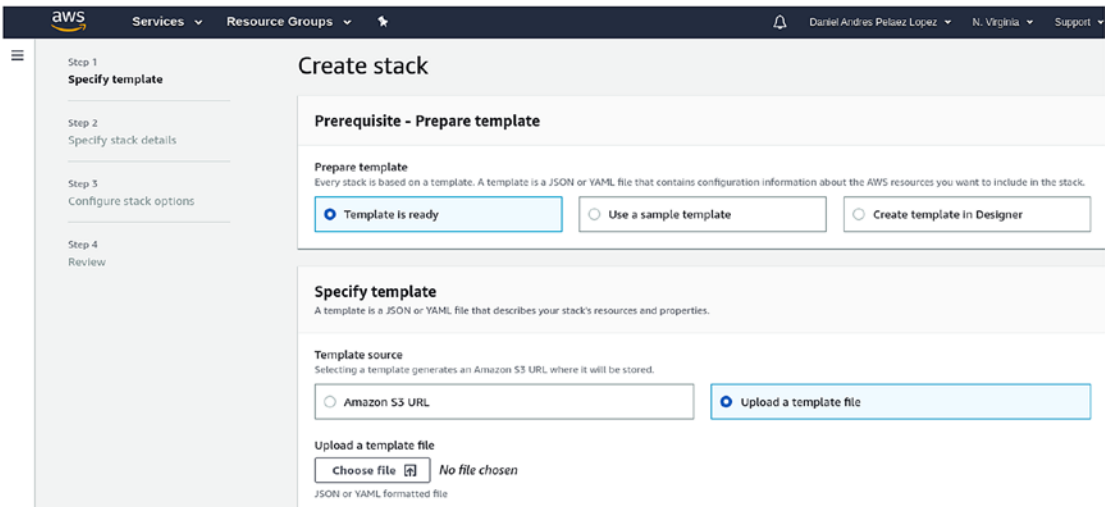 aws Services Resource Groups Daniel Andres Pelaez Lopez N. Virginia Support
Step 1
Specify template
Step 2
Specify stack details
Step 3
Configure stack options
Step 4
Review
Create stack
Prerequisite - Prepare template
Prepare template
Every stack is based on a template. A template is a JSON or YAML file that contains configuration information about the AWS resources you want to include in the stack.
Template is ready Use a sample template Create template in Designer
Specify template
A template is a JSON or YAML file that describes your stack's resources and properties.
Template source
Selecting a template generates an Amazon S3 URL where it will be stored.
Amazon S3 URL Upload a template file
Upload a template file
Choose file No file chosen
JSON or YAML formatted file